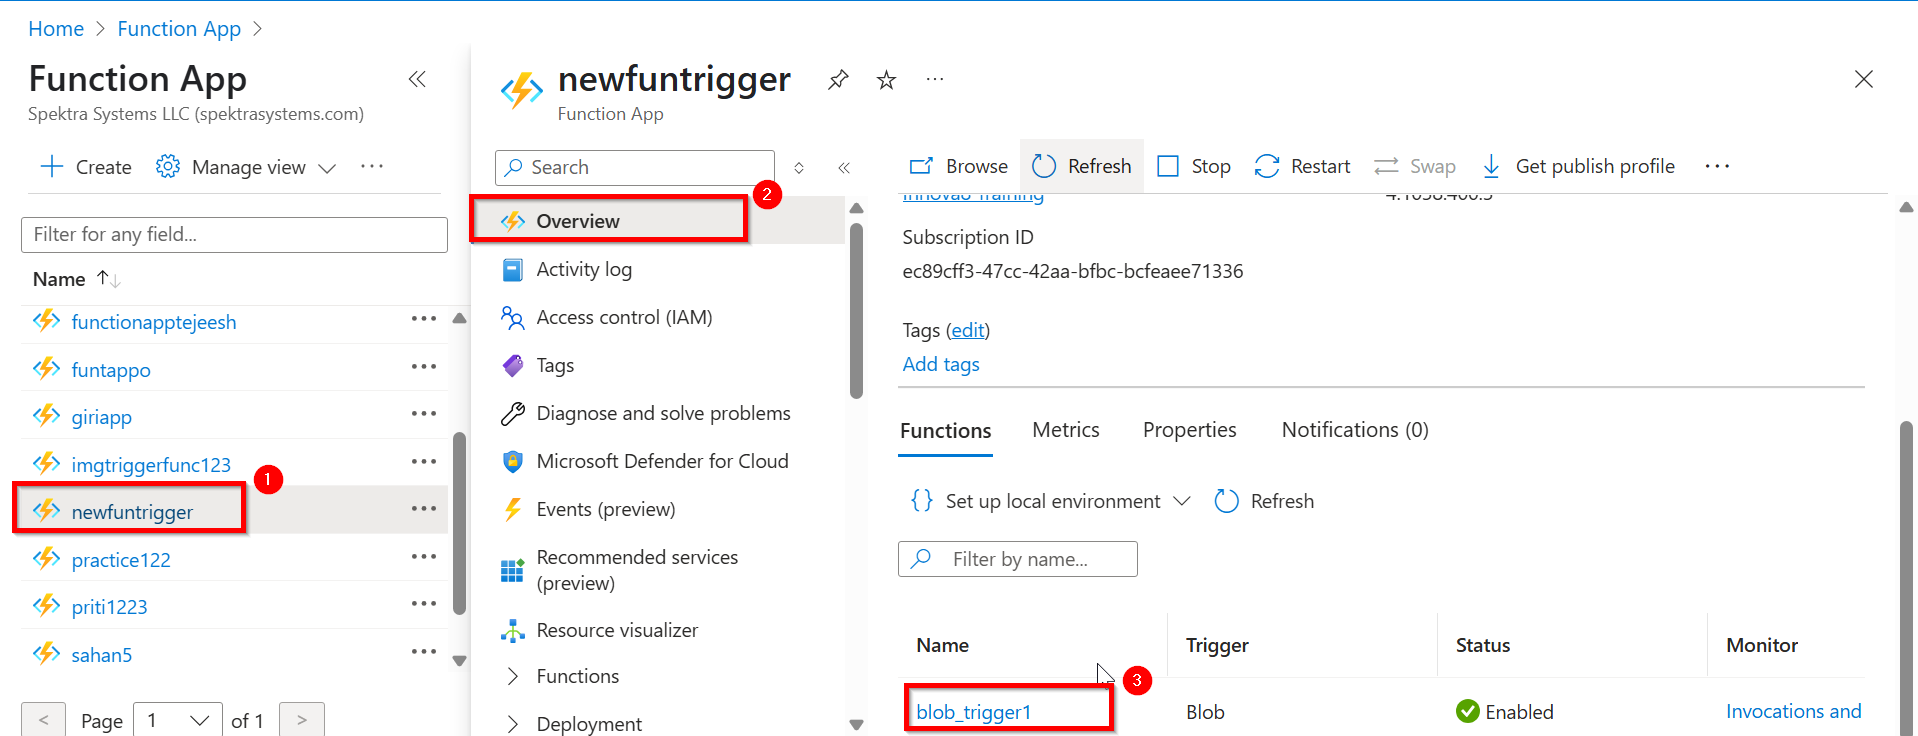 Home > Function App >
Function App
Spektra Systems LLC (spektrasystems.com)
Create Manage view ...
Filter for any field...
Name
functionapptejeesh
funtappo
giriapp
imgtriggerfunc123
1
newfuntrigger
practice122
priti1223
sahan5
< Page 1 of 1 >
newfuntrigger
Function App
Search
2
Overview
Activity log
Access control (IAM)
Tags
Diagnose and solve problems
Microsoft Defender for Cloud
Events (preview)
Recommended services
(preview)
Resource visualizer
Functions
Deployment
Browse Refresh Stop Restart Swap Get publish profile ...
Subscription ID
ec89cff3-47cc-42aa-bfbc-bcfeaee71336
Tags (edit)
Add tags
Functions Metrics Properties Notifications (0)
Set up local environment Refresh
Filter by name...
Name Trigger Status Monitor
3
blob_trigger1 Blob Enabled Invocations and